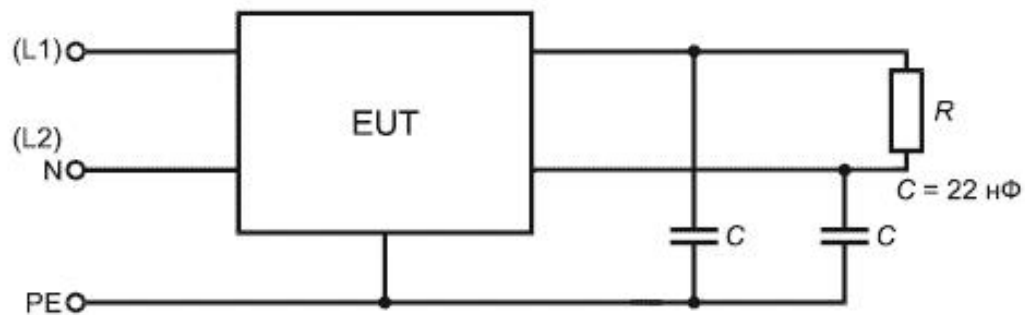 (L1)
EUT
R
(L2)
N
C = 22 нФ
C
C
PE